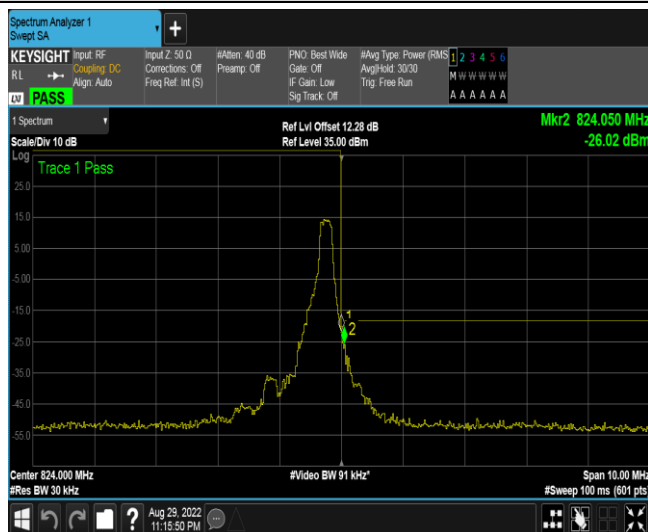 Spectrum Analyzer 1
Swept SA
+
KEYSIGHT Input: RF
RL Coupling: DC
Align: Auto
LXI PASS
Input Z: 50 Ω
Corrections: Off
Freq Ref: Int (S)
#Atten: 40 dB
Preamp: Off
PNO: Best Wide
Gate: Off
IF Gain: Low
Sig Track: Off
#Avg Type: Power (RMS
Avg|Hold: 30/30
Trig: Free Run
1 2 3 4 5 6
M W W W W W
A A A A A A
1 Spectrum
Scale/Div 10 dB
Ref Lvl Offset 12.28 dB
Ref Level 35.00 dBm
Mkr2 824.050 MHz
-26.02 dBm
Log
Trace 1 Pass
25.0
15.0
5.00
-5.00
-15.0
-25.0
-35.0
-45.0
-55.0
1
2
Center 824.000 MHz
#Res BW 30 kHz
#Video BW 91 kHz*
Span 10.00 MHz
#Sweep 100 ms (601 pts)
?
Aug 29, 2022
11:15:50 PM